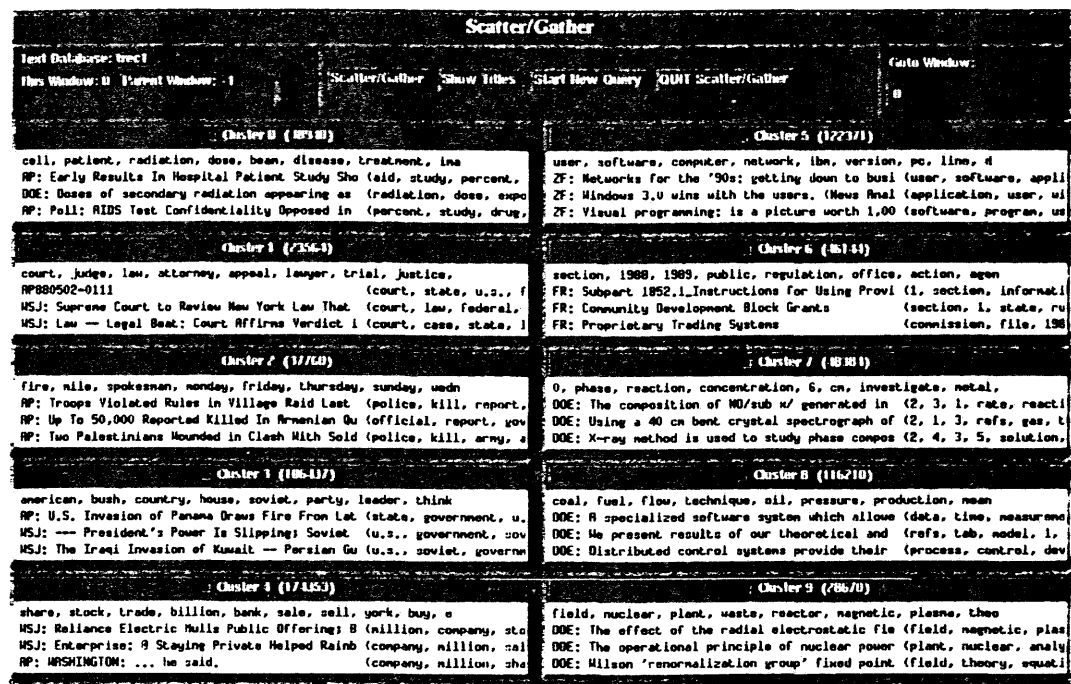 Scatter/Gather
Text Database: trec1
This Window: 0 Parent Window: -1
Scatter/Gather Show Titles Start New Query QUIT Scatter/Gather
Goto Window:
0
Cluster 0
cell, patient, radiation, dose, beam, disease, treatment, ima
AP: Early Results In Hospital Patient Study Sho (aid, study, percent,
DOE: Doses of secondary radiation appearing as (radiation, dose, expo
AP: Poll: AIDS Test Confidentiality Opposed in (percent, study, drug,
Cluster 1 (23564)
court, judge, law, attorney, appeal, lawyer, trial, justice,
AP880502-0111 (court, state, u.s., f
WSJ: Supreme Court to Review New York Law That (court, law, federal,
WSJ: Law -- Legal Beat: Court Affirms Verdict i (court, case, state, l
Cluster 2 (37760)
fire, mile, spokesman, monday, friday, thursday, sunday, wedn
AP: Troops Violated Rules in Village Raid Last (police, kill, report,
AP: Up To 50,000 Reported Killed In Armenian Qu (official, report, gov
AP: Two Palestinians Wounded in Clash With Sold (police, kill, army, a
Cluster 3 (186437)
american, bush, country, house, soviet, party, leader, think
AP: U.S. Invasion of Panama Draws Fire From Lat (state, government, u.
WSJ: --- President's Power Is Slipping; Soviet (u.s., government, sov
WSJ: The Iraqi Invasion of Kuwait -- Persian Gu (u.s., soviet, governm
Cluster 4 (174353)
share, stock, trade, billion, bank, sale, sell, york, buy, e
WSJ: Reliance Electric Mulls Public Offering; B (million, company, sto
WSJ: Enterprise: A Staying Private Helped Rainb (company, million, sal
AP: WASHINGTON: ... he said. (company, million, sha
Cluster 5 (122371)
user, software, computer, network, ibm, version, pc, line, d
ZF: Networks for the '90s: getting down to busi (user, software, appli
ZF: Windows 3.0 wins with the users. (News Anal (application, user, wi
ZF: Visual programming: is a picture worth 1,00 (software, program, us
Cluster 6 (46144)
section, 1988, 1989, public, regulation, office, action, agen
FR: Subpart 1852.1_Instructions for Using Provi (1, section, informati
FR: Community Development Block Grants (section, 1, state, ru
FR: Proprietary Trading Systems (commission, file, 198
Cluster 7
0, phase, reaction, concentration, 6, cm, investigate, metal,
DOE: The composition of NO/sub x/ generated in (2, 3, 1, rate, reacti
DOE: Using a 40 cm bent crystal spectrograph of (2, 1, 3, refs, gas, t
DOE: X-ray method is used to study phase compos (2, 4, 3, 5, solution,
Cluster 8 (116210)
coal, fuel, flow, technique, oil, pressure, production, mean
DOE: A specialized software system which allowe (data, time, measureme
DOE: We present results of our theoretical and (refs, tab, model, 1,
DOE: Distributed control systems provide their (process, control, dev
Cluster 9 (28670)
field, nuclear, plant, waste, reactor, magnetic, plasma, theo
DOE: The effect of the radial electrostatic fie (field, magnetic, plas
DOE: The operational principle of nuclear power (plant, nuclear, analy
DOE: Wilson 'renormalization group' fixed point (field, theory, equati